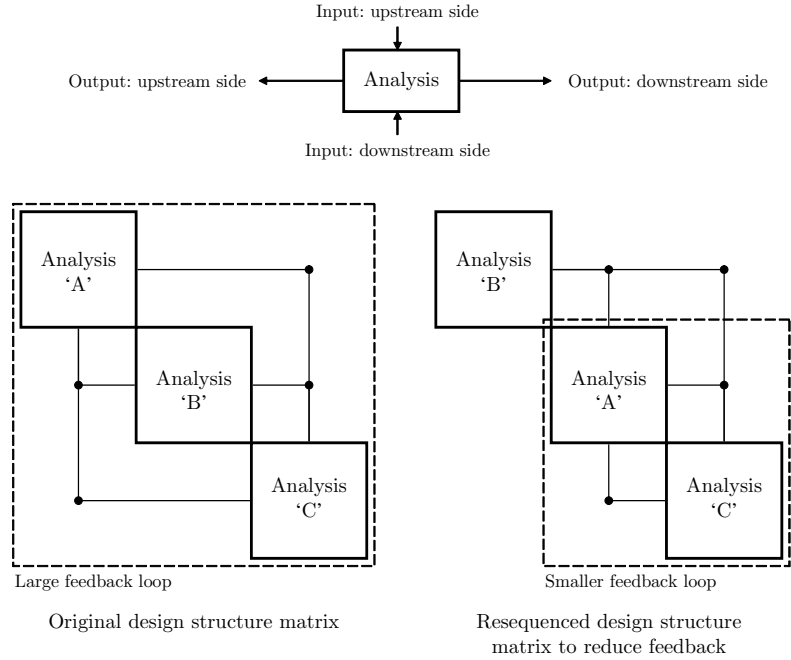 Input: upstream side
Output: upstream side
Analysis
Output: downstream side
Input: downstream side
Analysis
‘A’
Analysis
‘B’
Analysis
‘C’
Large feedback loop
Original design structure matrix
Analysis
‘B’
Analysis
‘A’
Analysis
‘C’
Smaller feedback loop
Resequenced design structure
matrix to reduce feedback